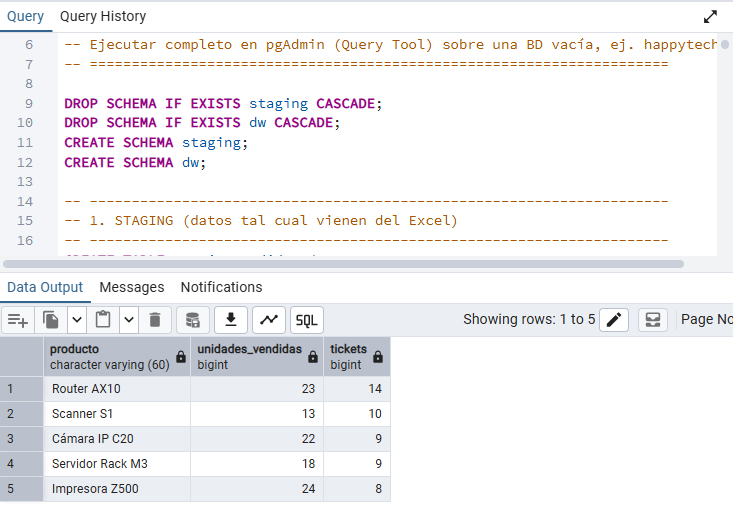 Query Query History
6 -- Ejecutar completo en pgAdmin (Query Tool) sobre una BD vacía, ej. happytech
7 -- =====================================================================
8
9 DROP SCHEMA IF EXISTS staging CASCADE;
10 DROP SCHEMA IF EXISTS dw CASCADE;
11 CREATE SCHEMA staging;
12 CREATE SCHEMA dw;
13
14 -- ---------------------------------------------------------------------
15 -- 1. STAGING (datos tal cual vienen del Excel)
16 -- ---------------------------------------------------------------------
Data Output Messages Notifications
SQL Showing rows: 1 to 5 Page No
producto unidades_vendidas tickets
character varying (60) bigint bigint
1 Router AX10 23 14
2 Scanner S1 13 10
3 Cámara IP C20 22 9
4 Servidor Rack M3 18 9
5 Impresora Z500 24 8